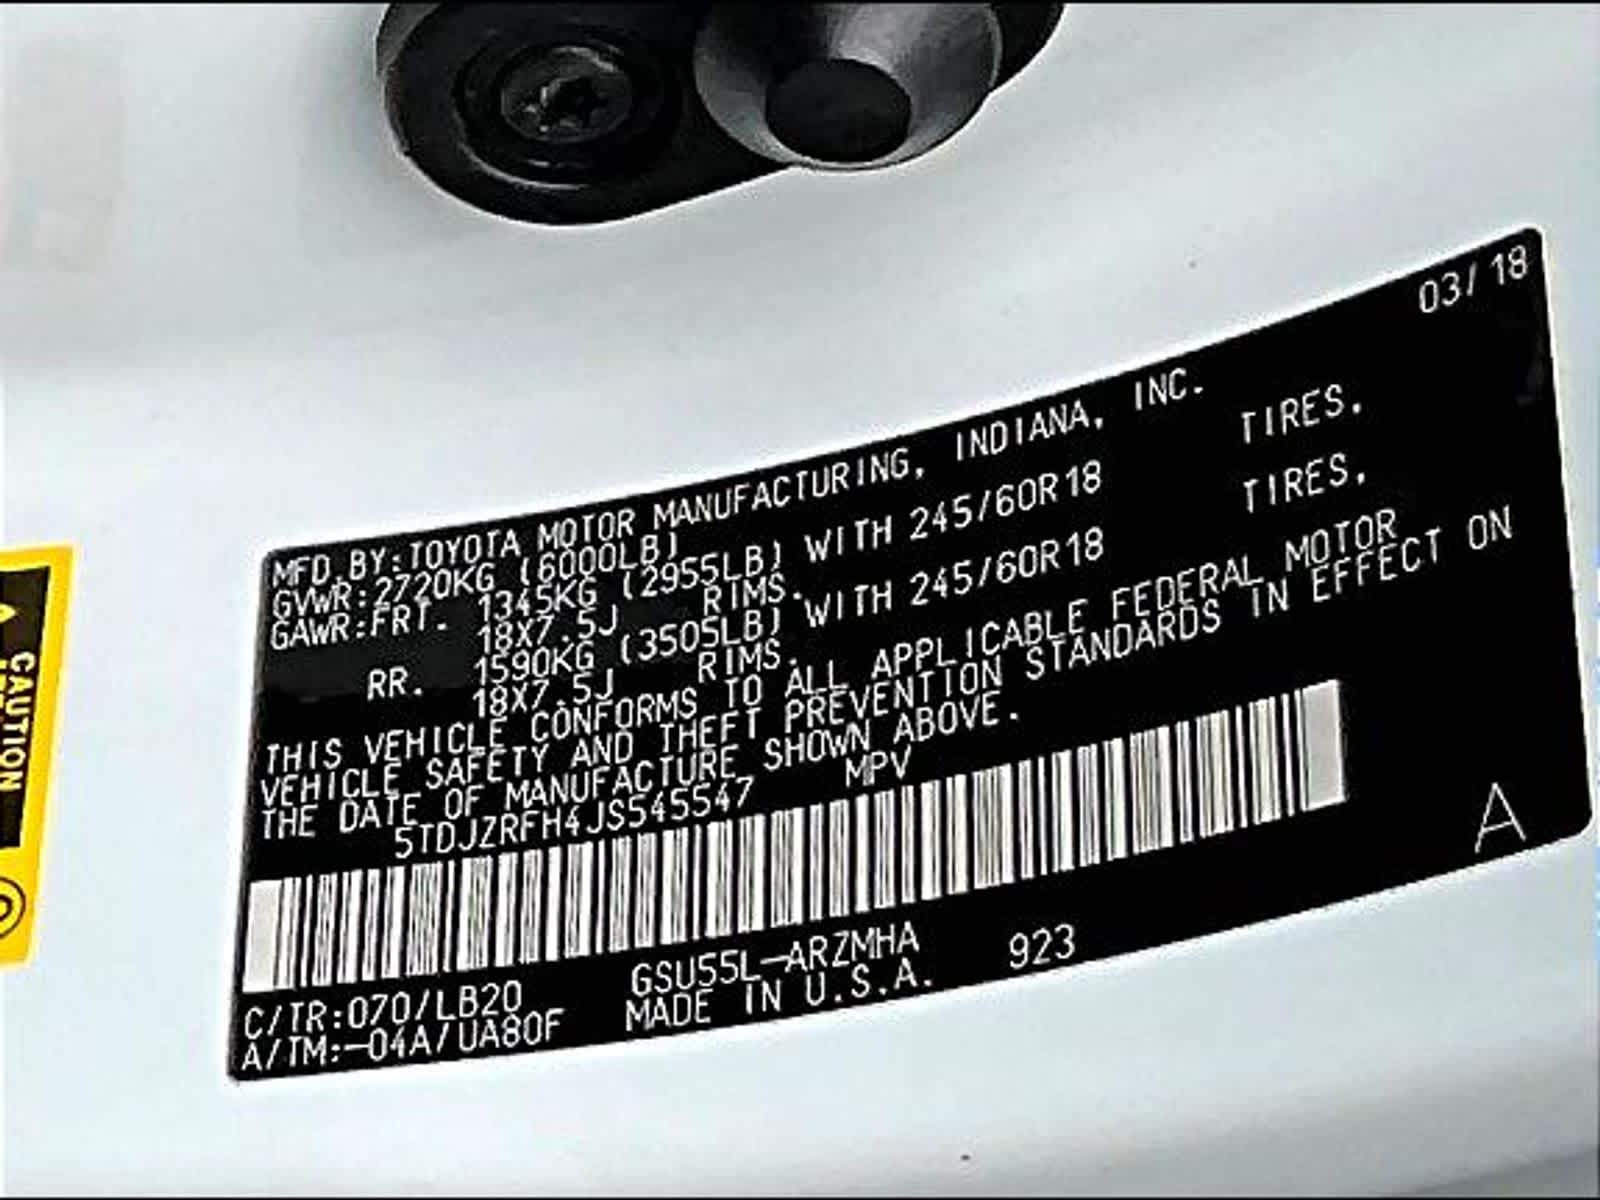 03/18
MFD.BY:TOYOTA MOTOR MANUFACTURING, INDIANA, INC.
GVWR:2720KG (6000LB)
GAWR:FRT. 1345KG (2955LB) WITH 245/60R18 TIRES,
18X7.5J RIMS.
RR. 1590KG (3505LB) WITH 245/60R18 TIRES,
18X7.5J RIMS.
THIS VEHICLE CONFORMS TO ALL APPLICABLE FEDERAL MOTOR
VEHICLE SAFETY AND THEFT PREVENTION STANDARDS IN EFFECT ON
THE DATE OF MANUFACTURE SHOWN ABOVE.
5TDJZRFH4JS545547 MPV
A
C/TR:070/LB20 GSU55L-ARZMHA 923
A/TM:-04A/UA80F MADE IN U.S.A.
CAUTION